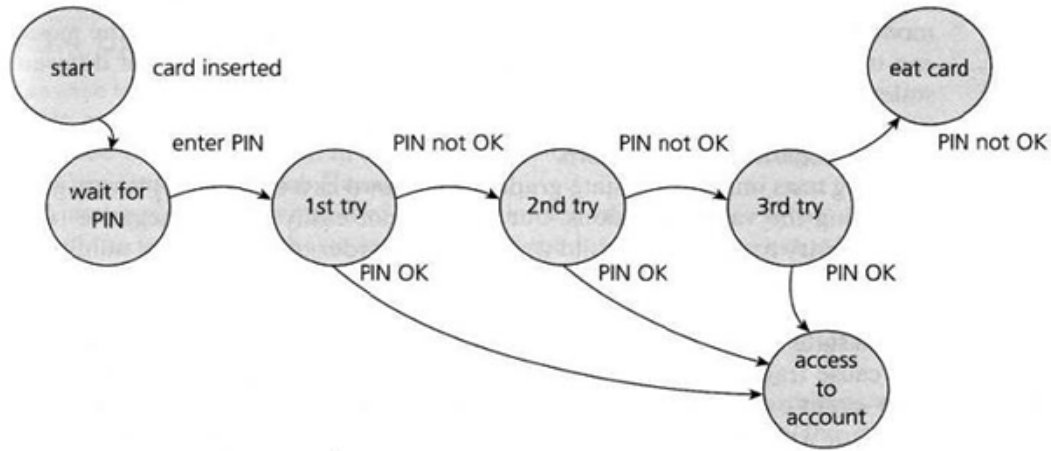 start
card inserted
eat card
enter PIN
PIN not OK
PIN not OK
PIN not OK
wait for
PIN
1st try
2nd try
3rd try
PIN OK
PIN OK
PIN OK
access
to
account